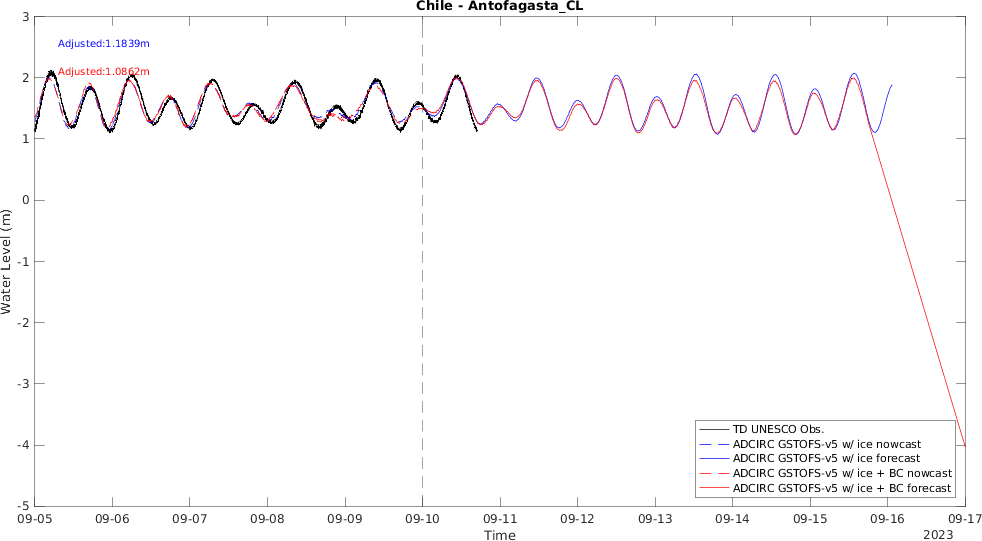 Chile - Antofagasta_CL
Adjusted:1.1839m
Adjusted:1.0862m
3
2
1
0
-1
-2
-3
-4
-5
Water Level (m)
TD UNESCO Obs.
ADCIRC GSTOFS-v5 w/ ice nowcast
ADCIRC GSTOFS-v5 w/ ice forecast
ADCIRC GSTOFS-v5 w/ ice + BC nowcast
ADCIRC GSTOFS-v5 w/ ice + BC forecast
09-05 09-06 09-07 09-08 09-09 09-10 09-11 09-12 09-13 09-14 09-15 09-16 09-17
Time
2023